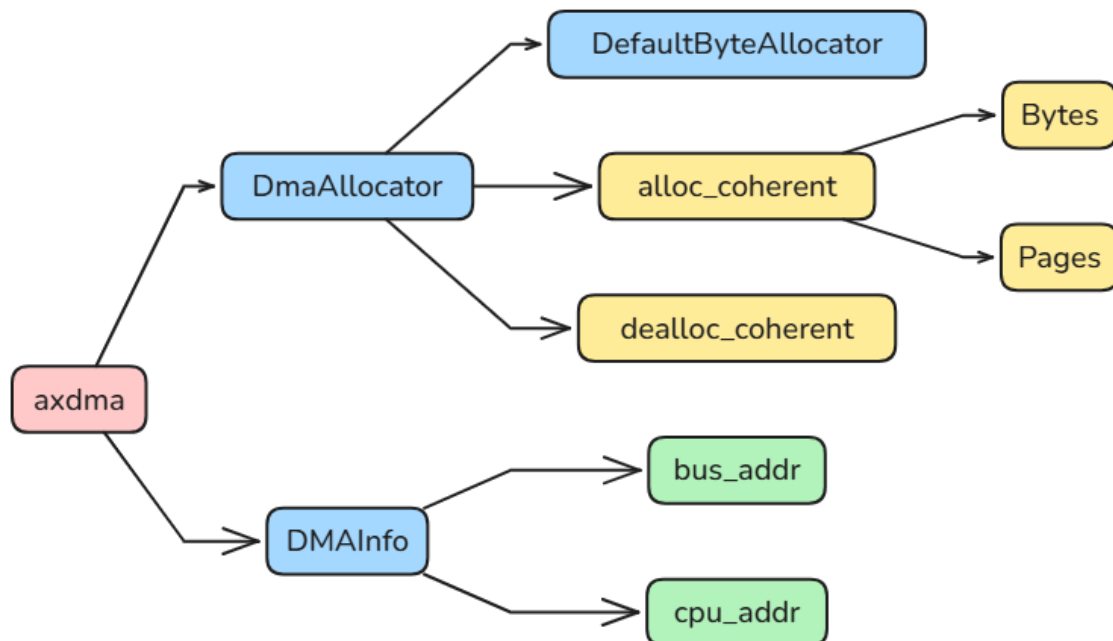 DefaultByteAllocator
Bytes
DmaAllocator
alloc_coherent
Pages
dealloc_coherent
axdma
bus_addr
DMAInfo
cpu_addr